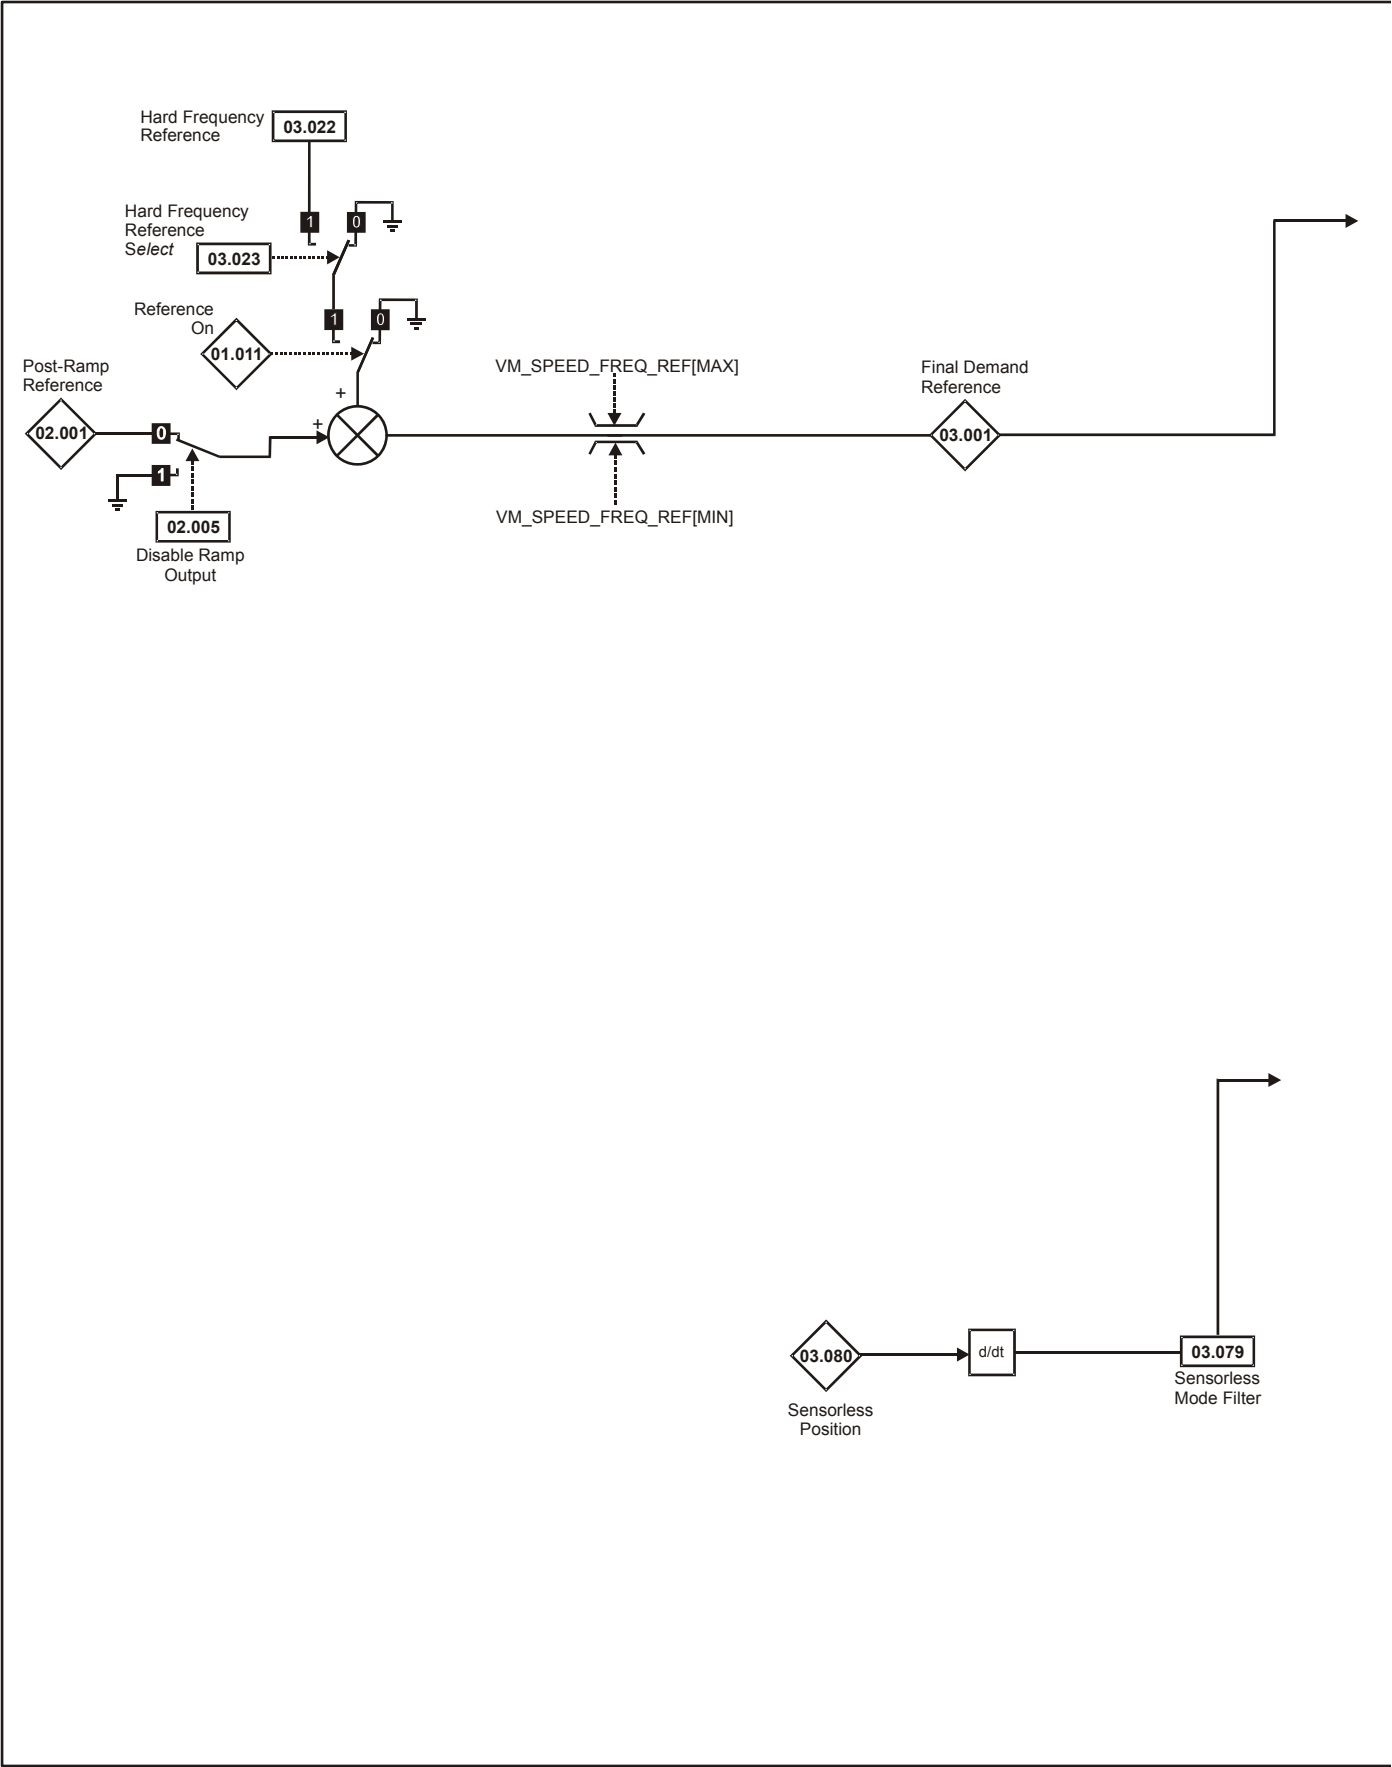 Hard Frequency
Reference
03.022
Hard Frequency
Reference
Select
03.023
1
0
Reference
On
01.011
1
0
Post-Ramp
Reference
02.001
0
1
+
+
02.005
Disable Ramp
Output
VM_SPEED_FREQ_REF[MAX]
VM_SPEED_FREQ_REF[MIN]
Final Demand
Reference
03.001
03.080
Sensorless
Position
d/dt
03.079
Sensorless
Mode Filter